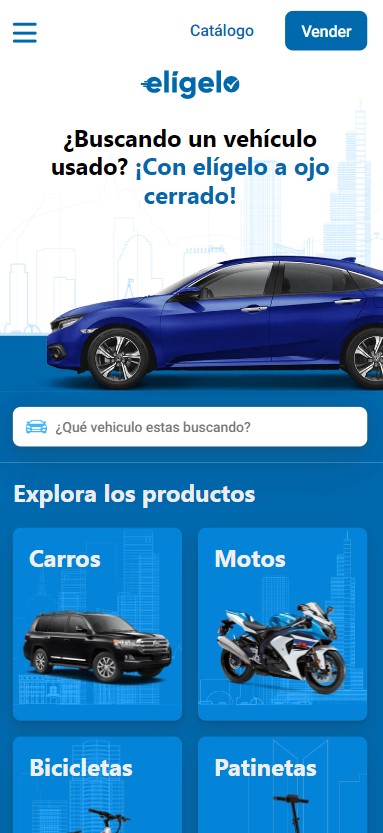 Catálogo
Vender
elígelo
¿Buscando un vehículo
usado? ¡Con elígelo a ojo
cerrado!
¿Qué vehiculo estas buscando?
Explora los productos
Carros
Motos
Bicicletas
Patinetas